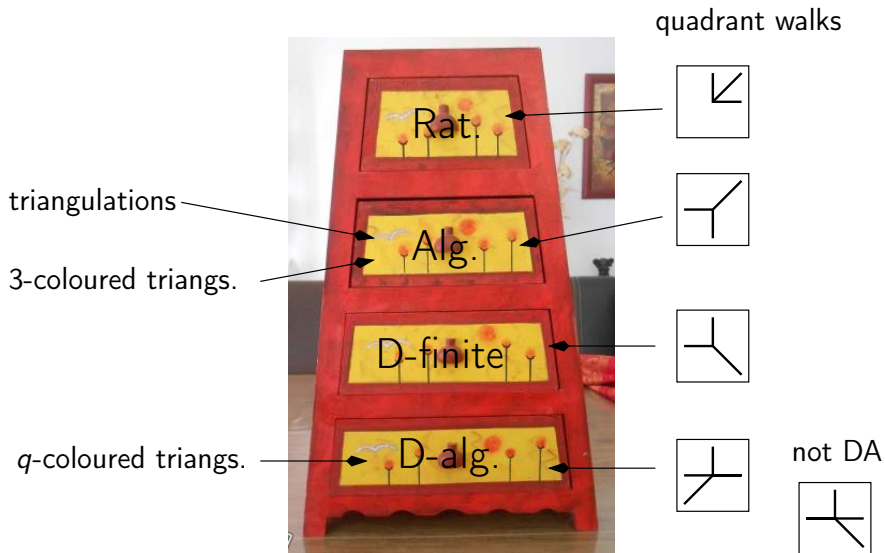 quadrant walks
Rat.
triangulations
Alg.
3-coloured triangs.
D-finite
q-coloured triangs.
D-alg.
not DA